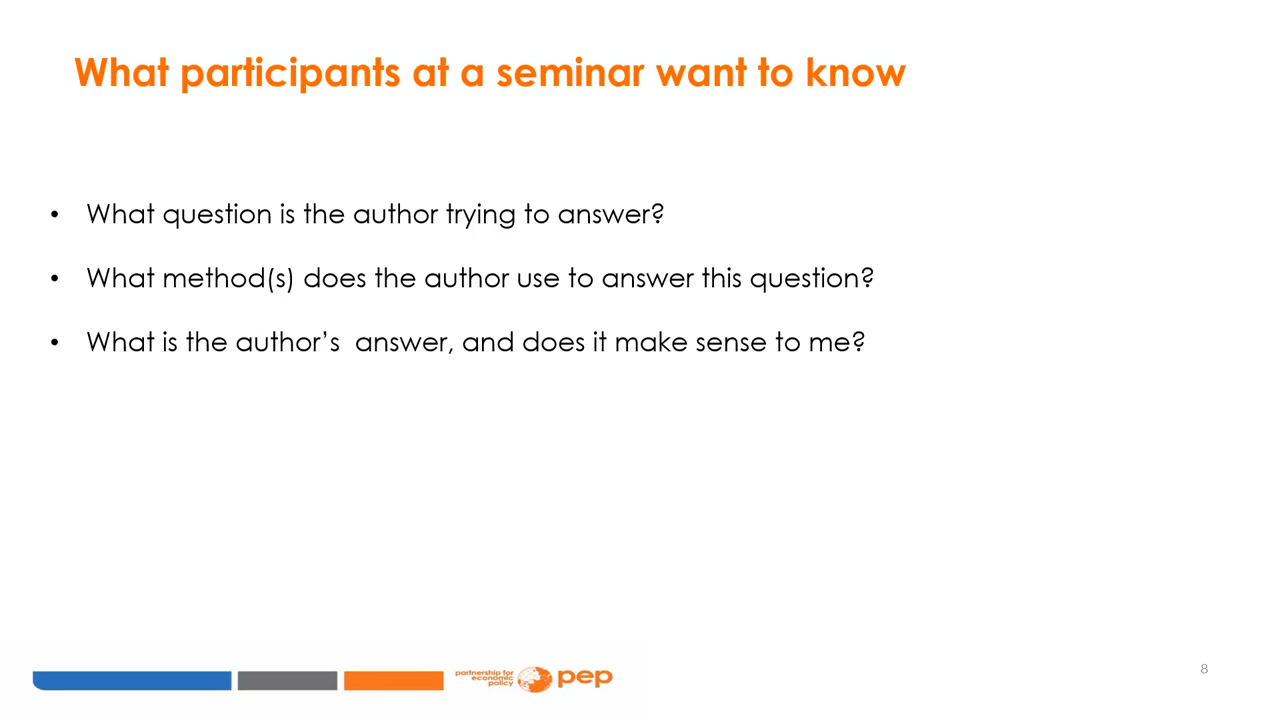 What participants at a seminar want to know
• What question is the author trying to answer?
• What method(s) does the author use to answer this question?
• What is the author’s  answer, and does it make sense to me?
partnership for
economic
policy
pep
8